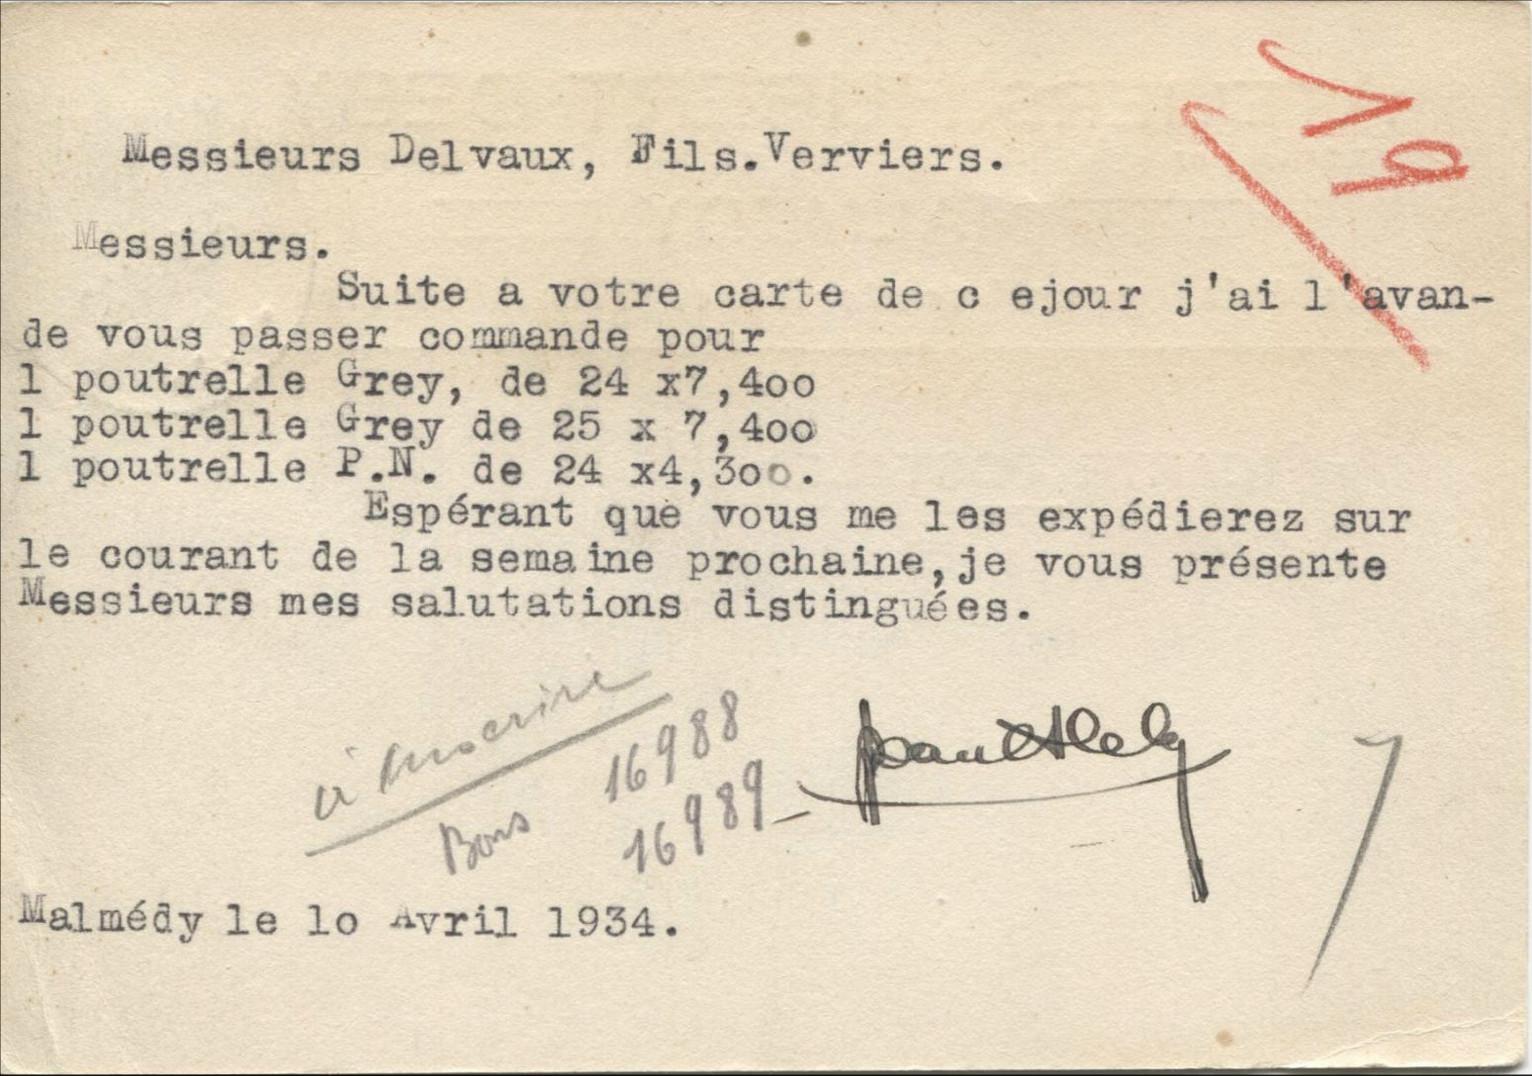 19
Messieurs Delvaux, Fils.Verviers.
Messieurs.
Suite a votre carte de c ejour j'ai l'avan-
de vous passer commande pour
1 poutrelle Grey, de 24 x7,4oo
1 poutrelle Grey de 25 x 7,4oo
1 poutrelle P.N. de 24 x4,3oo.
Espérant que vous me les expédierez sur
le courant de la semaine prochaine,je vous présente
Messieurs mes salutations distinguées.
à inscrire
Bons 16988
16989
Malmédy le lo Avril 1934.